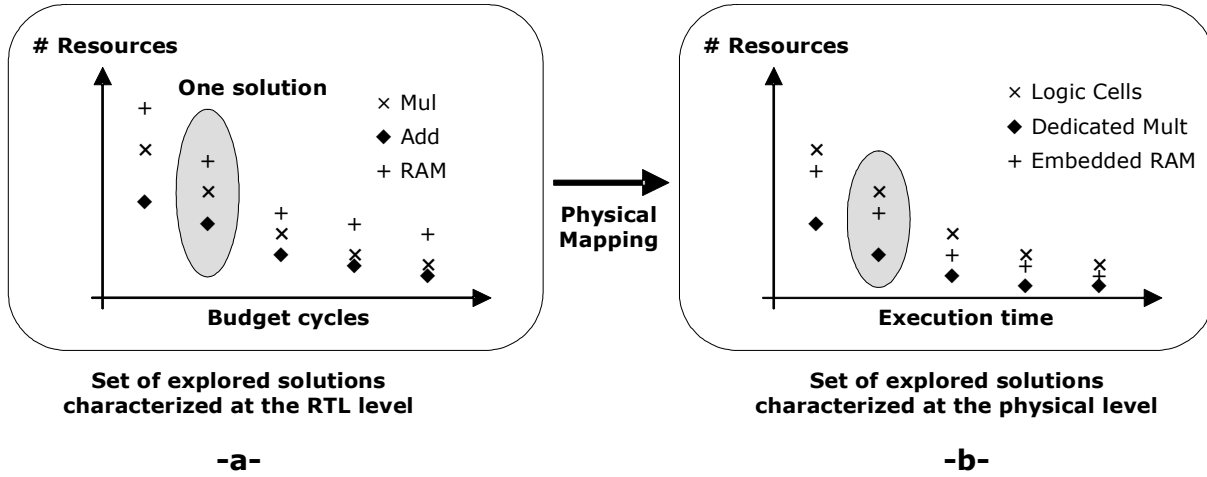 # Resources
One solution
× Mul
◆ Add
+ RAM
Budget cycles
Set of explored solutions
characterized at the RTL level
-a-
Physical
Mapping
# Resources
× Logic Cells
◆ Dedicated Mult
+ Embedded RAM
Execution time
Set of explored solutions
characterized at the physical level
-b-